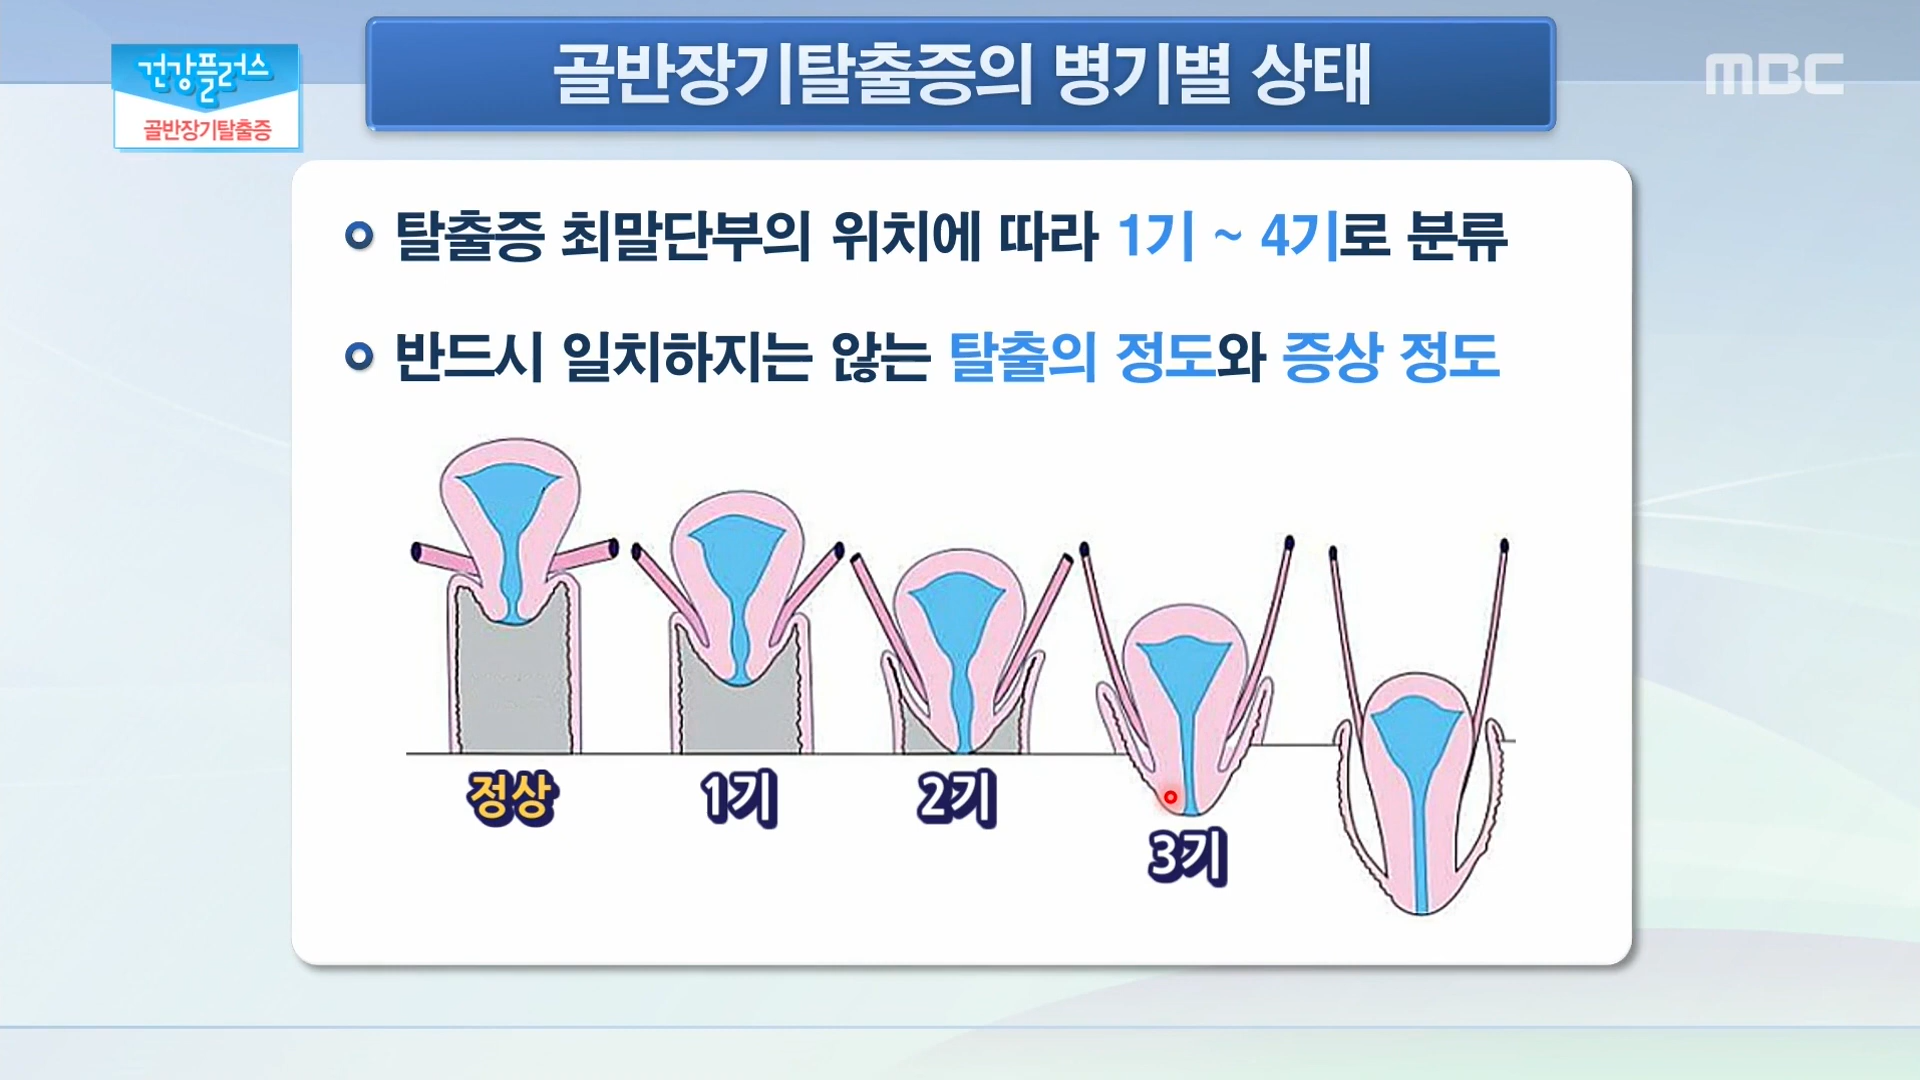 골반장기탈출증의 병기별 상태
건강플러스
골반장기탈출증
MBC
탈출증 최말단부의 위치에 따라 1기 ~ 4기로 분류
반드시 일치하지는 않는 탈출의 정도와 증상 정도
정상
1기
2기
3기